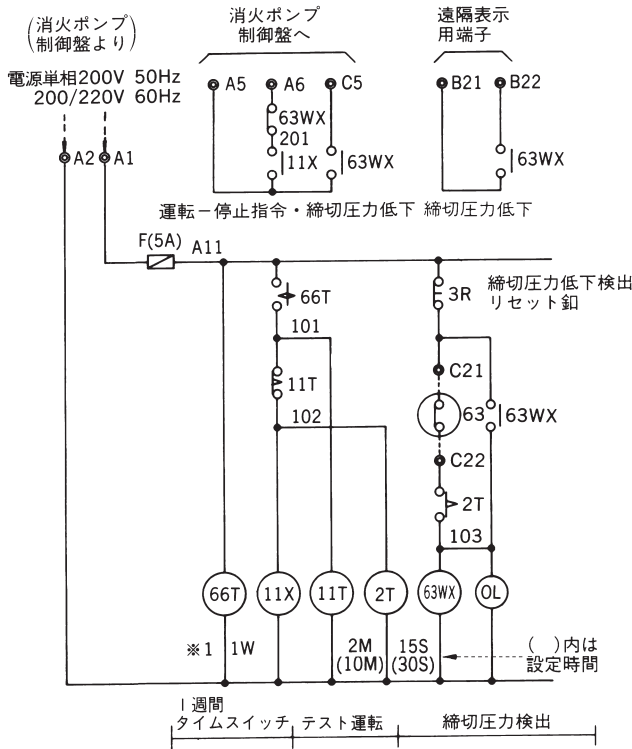 (消火ポンプ
制御盤より)
電源単相200V 50Hz
200/220V 60Hz
消火ポンプ
制御盤へ
遠隔表示
用端子
A5
A6
C5
B21
B22
63WX
201
11X
63WX
63WX
A2
A1
運転−停止指令・締切圧力低下
締切圧力低下
F(5A)
A11
66T
3R
締切圧力低下検出
リセット釦
101
11T
102
C21
63
63WX
C22
2T
103
66T
11X
11T
2T
63WX
OL
※1
1W
2M
(10M)
15S
(30S)
( )内は
設定時間
1週間
タイムスイッチ
テスト運転
締切圧力検出